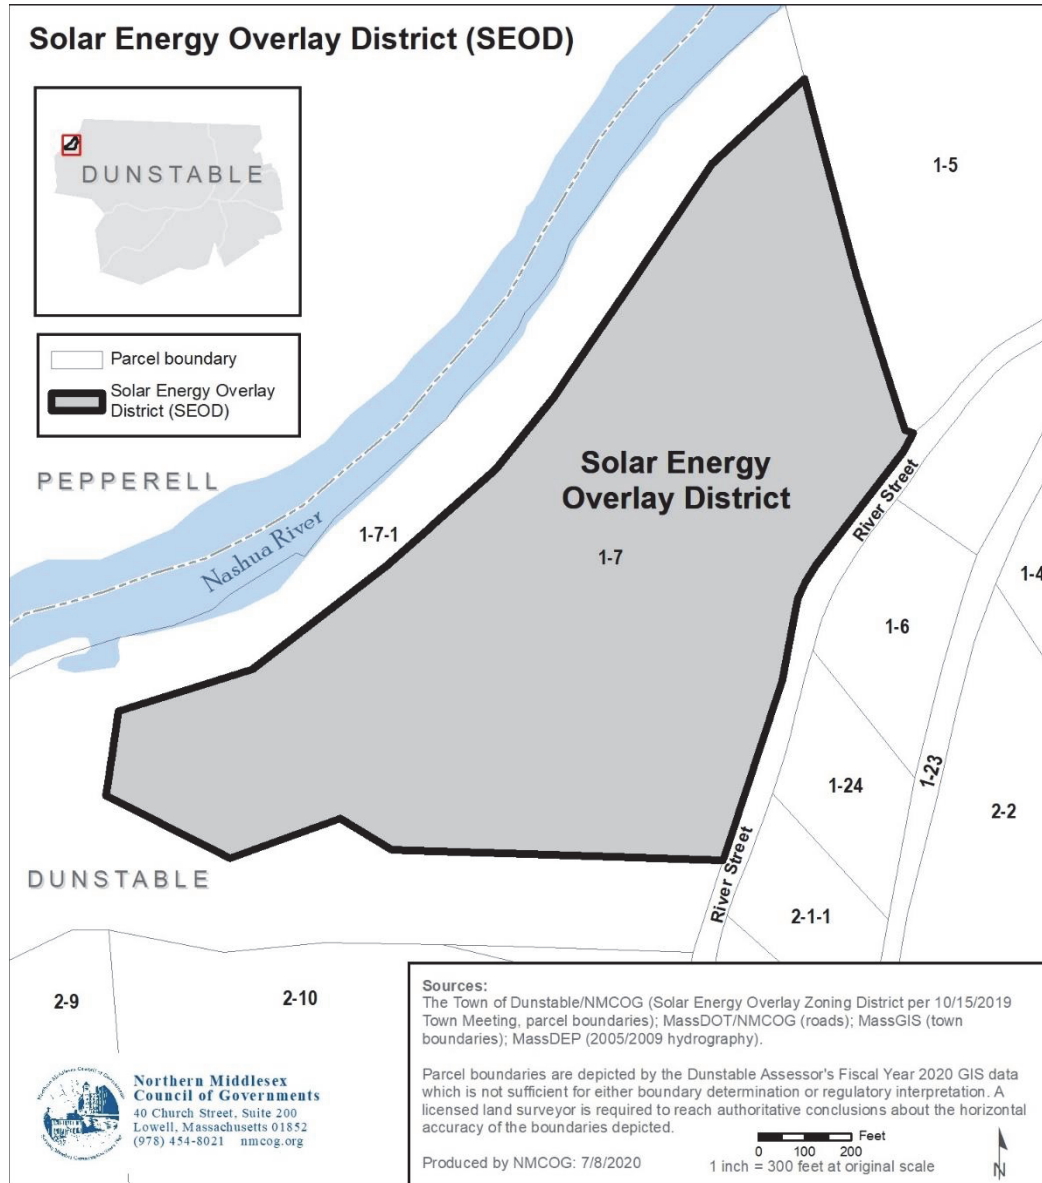 Solar Energy Overlay District (SEOD)
DUNSTABLE
Parcel boundary
Solar Energy Overlay
District (SEOD)
PEPPERELL
Nashua River
1-7-1
Solar Energy
Overlay District
1-7
1-5
River Street
1-4
1-6
1-24
1-23
2-2
River Street
2-1-1
DUNSTABLE
2-9
2-10
Sources:
The Town of Dunstable/NMCOG (Solar Energy Overlay Zoning District per 10/15/2019
Town Meeting, parcel boundaries); MassDOT/NMCOG (roads); MassGIS (town
boundaries); MassDEP (2005/2009 hydrography).
Parcel boundaries are depicted by the Dunstable Assessor's Fiscal Year 2020 GIS data
which is not sufficient for either boundary determination or regulatory interpretation. A
licensed land surveyor is required to reach authoritative conclusions about the horizontal
accuracy of the boundaries depicted.
Feet
0 100 200
Produced by NMCOG: 7/8/2020
1 inch = 300 feet at original scale
N
Northern Middlesex
Council of Governments
40 Church Street, Suite 200
Lowell, Massachusetts 01852
(978) 454-8021 nmcog.org